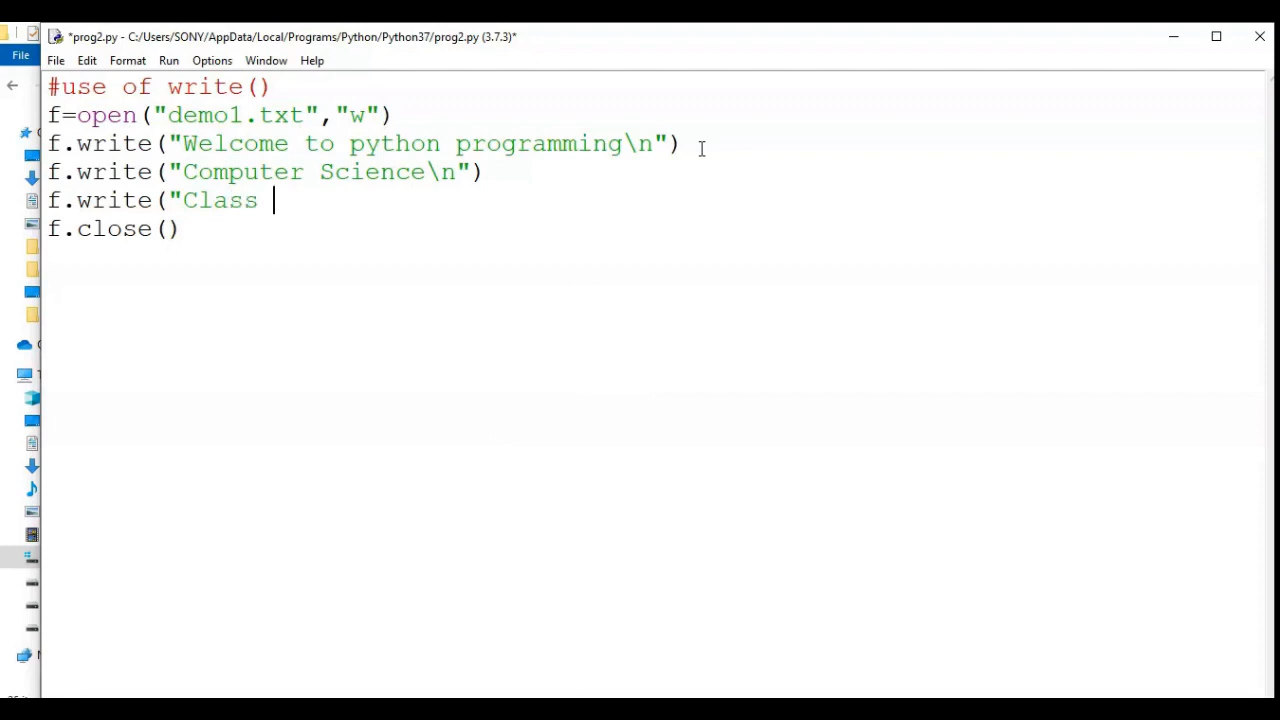 *prog2.py - C:/Users/SONY/AppData/Local/Programs/Python/Python37/prog2.py (3.7.3)*
File
File Edit Format Run Options Window Help
#use of write()
f=open("demo1.txt","w")
f.write("Welcome to python programming\n")
f.write("Computer Science\n")
f.write("Class
f.close()